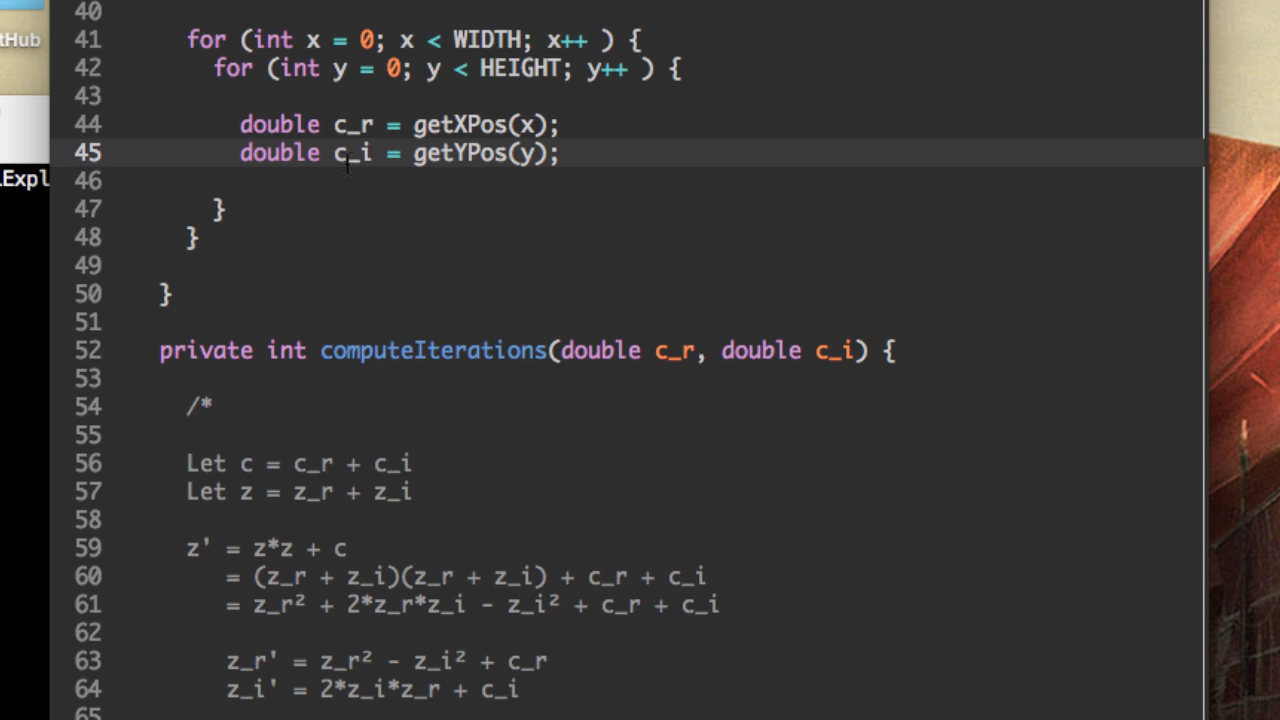 40
tHub
41 for (int x = 0; x < WIDTH; x++ ) {
42 for (int y = 0; y < HEIGHT; y++ ) {
43
44 double c_r = getXPos(x);
45 double c_i = getYPos(y);
lExpl
46
47 }
48 }
49
50 }
51
52 private int computeIterations(double c_r, double c_i) {
53
54 /*
55
56 Let c = c_r + c_i
57 Let z = z_r + z_i
58
59 z' = z*z + c
60 = (z_r + z_i)(z_r + z_i) + c_r + c_i
61 = z_r² + 2*z_r*z_i - z_i² + c_r + c_i
62
63 z_r' = z_r² - z_i² + c_r
64 z_i' = 2*z_i*z_r + c_i
65